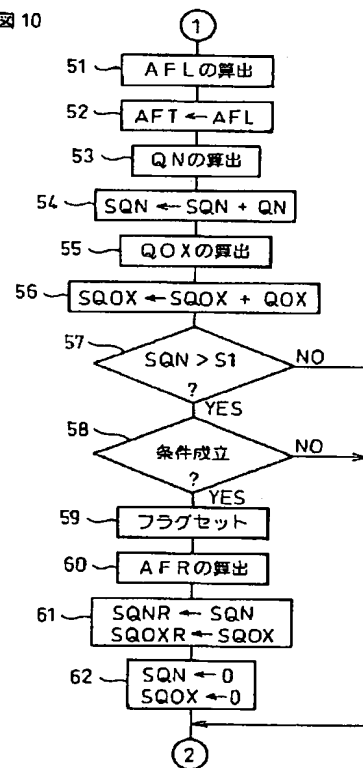 図 10
1
51 AFLの算出
52 AFT ← AFL
53 QNの算出
54 SQN ← SQN + QN
55 QOXの算出
56 SQOX ← SQOX + QOX
57 SQN > S1 ? NO
YES
58 条件成立 ? NO
YES
59 フラグセット
60 AFRの算出
61 SQNR ← SQN
SQOXR ← SQOX
62 SQN ← 0
SQOX ← 0
2